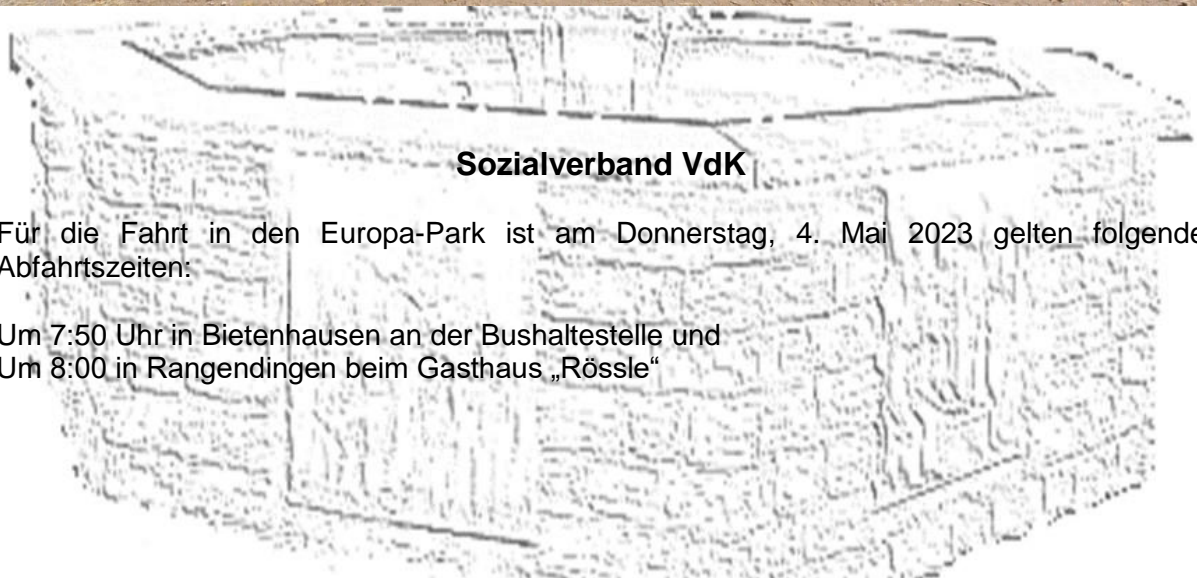 Sozialverband VdK
Für die Fahrt in den Europa-Park ist am Donnerstag, 4. Mai 2023 gelten folgende
Abfahrtszeiten:
Um 7:50 Uhr in Bietenhausen an der Bushaltestelle und
Um 8:00 in Rangendingen beim Gasthaus „Rössle“